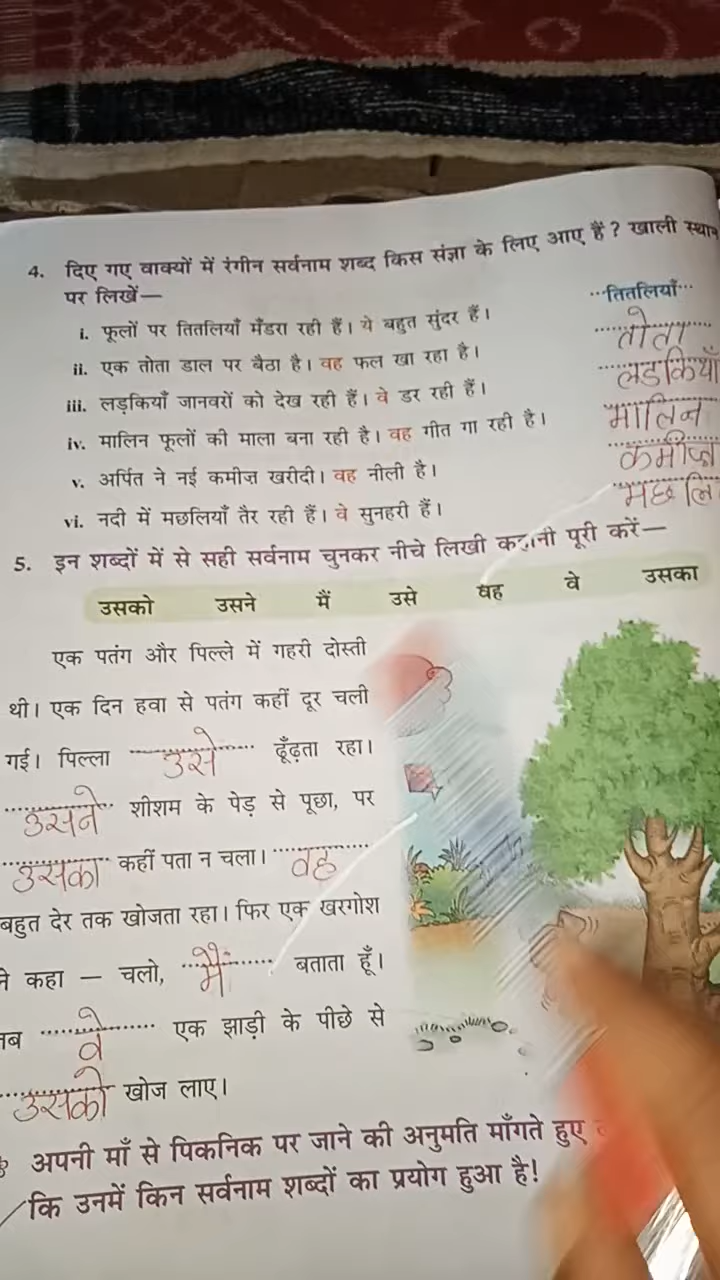 4. दिए गए वाक्यों में रंगीन सर्वनाम शब्द किस संज्ञा के लिए आए हैं? खाली स्थान
पर लिखें—
i. फूलों पर तितलियाँ मँडरा रही हैं। ये बहुत सुंदर हैं। तितलियाँ
ii. एक तोता डाल पर बैठा है। वह फल खा रहा है। तोता
iii. लड़कियाँ जानवरों को देख रही हैं। वे डर रही हैं। लडकियाँ
iv. मालिन फूलों की माला बना रही है। वह गीत गा रही है। मालिन
v. अर्पित ने नई कमीज़ खरीदी। वह नीली है। कमीज़
vi. नदी में मछलियाँ तैर रही हैं। वे सुनहरी हैं। मछलि
5. इन शब्दों में से सही सर्वनाम चुनकर नीचे लिखी कहानी पूरी करें—
उसको उसने मैं उसे वह वे उसका
एक पतंग और पिल्ले में गहरी दोस्ती
थी। एक दिन हवा से पतंग कहीं दूर चली
गई। पिल्ला उसे ढूँढ़ता रहा।
उसने शीशम के पेड़ से पूछा, पर
उसका कहीं पता न चला। वह
बहुत देर तक खोजता रहा। फिर एक खरगोश
ने कहा — चलो, मैं बताता हूँ।
तब वे एक झाड़ी के पीछे से
उसको खोज लाए।
अपनी माँ से पिकनिक पर जाने की अनुमति माँगते हुए
कि उनमें किन सर्वनाम शब्दों का प्रयोग हुआ है!